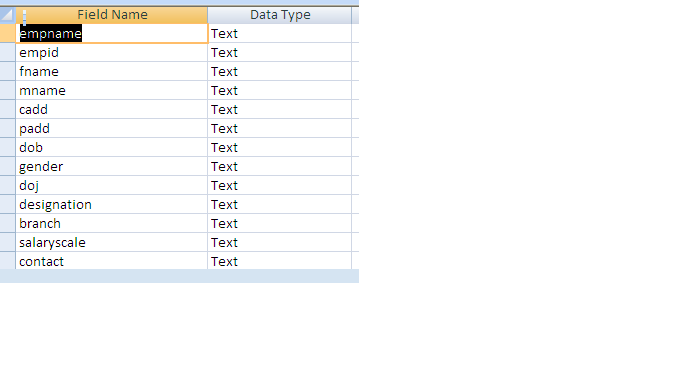 Field Name Data Type
empname Text
empid Text
fname Text
mname Text
cadd Text
padd Text
dob Text
gender Text
doj Text
designation Text
branch Text
salaryscale Text
contact Text